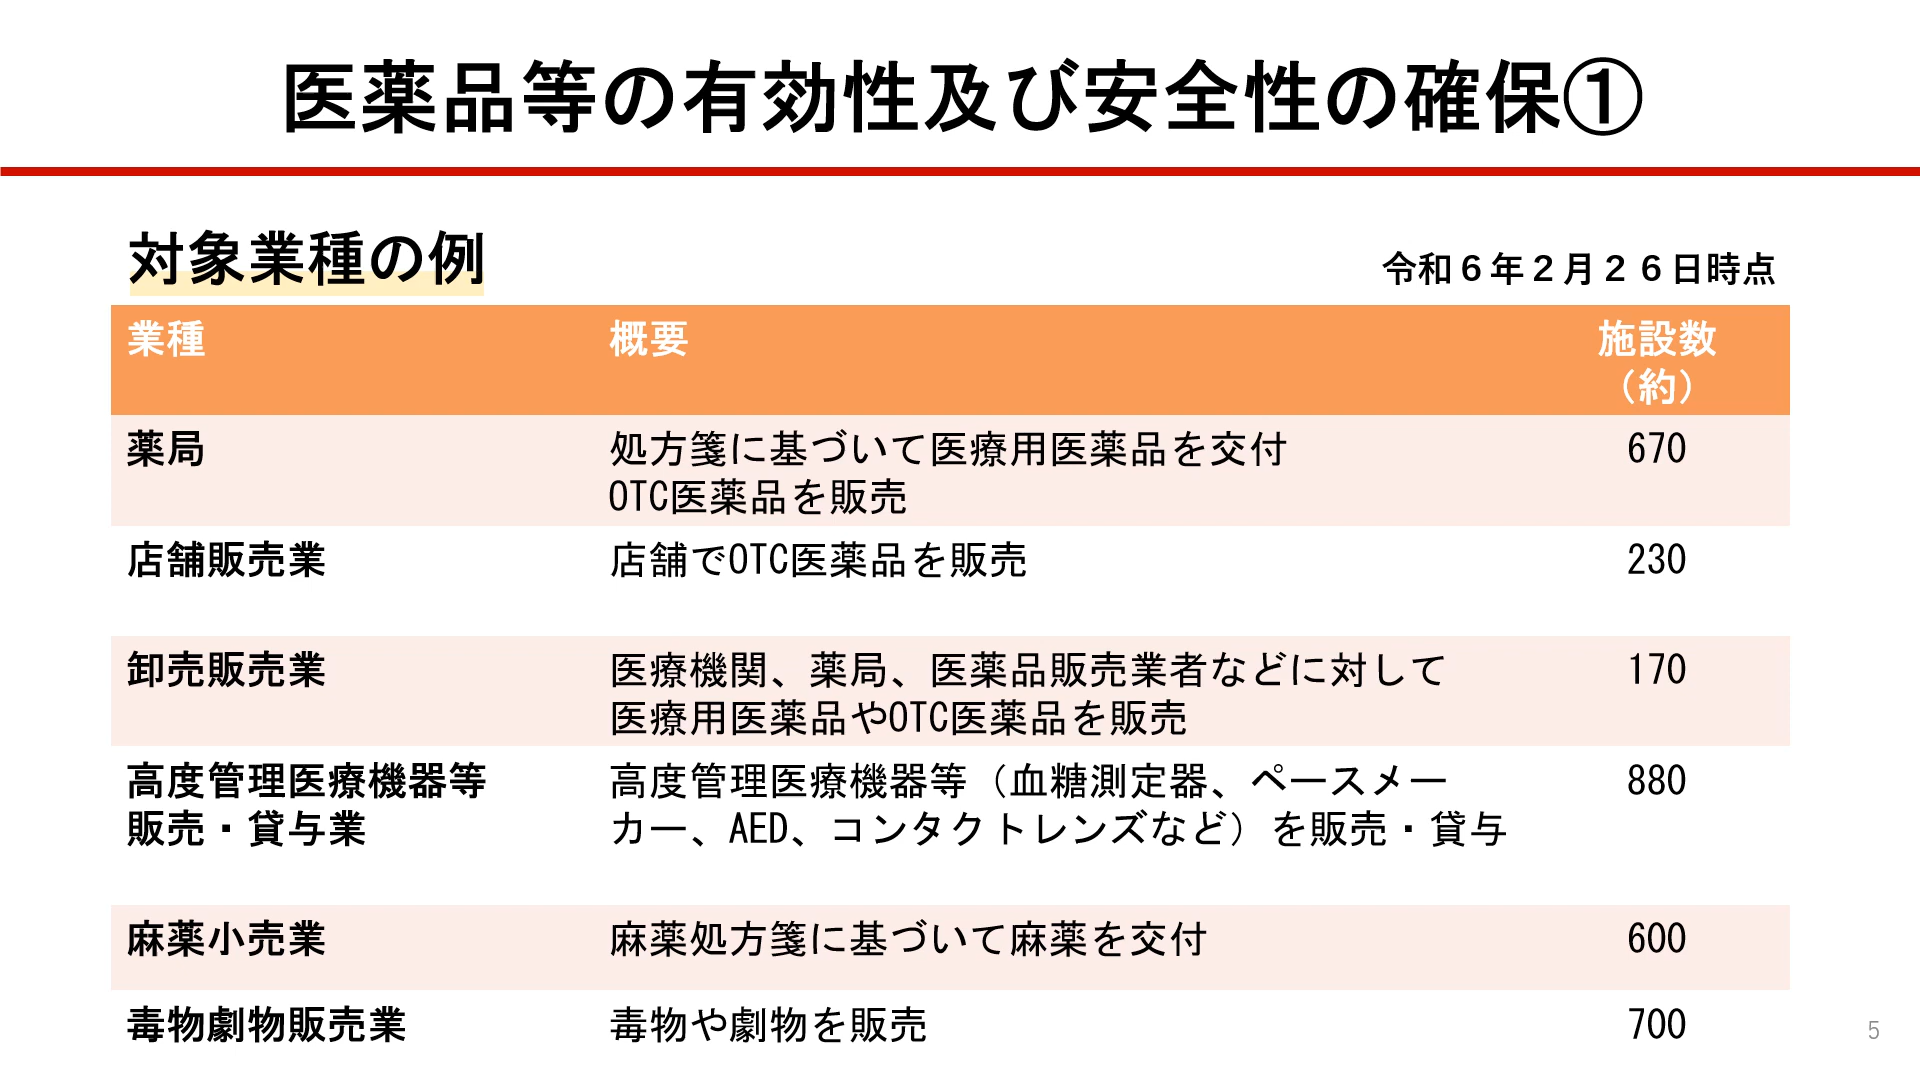 医薬品等の有効性及び安全性の確保①
対象業種の例
令和６年２月２６日時点
業種 概要 施設数
（約）
薬局 処方箋に基づいて医療用医薬品を交付 670
OTC医薬品を販売
店舗販売業 店舗でOTC医薬品を販売 230
卸売販売業 医療機関、薬局、医薬品販売業者などに対して 170
医療用医薬品やOTC医薬品を販売
高度管理医療機器等 高度管理医療機器等（血糖測定器、ペースメー 880
販売・貸与業 カー、AED、コンタクトレンズなど）を販売・貸与
麻薬小売業 麻薬処方箋に基づいて麻薬を交付 600
毒物劇物販売業 毒物や劇物を販売 700
5